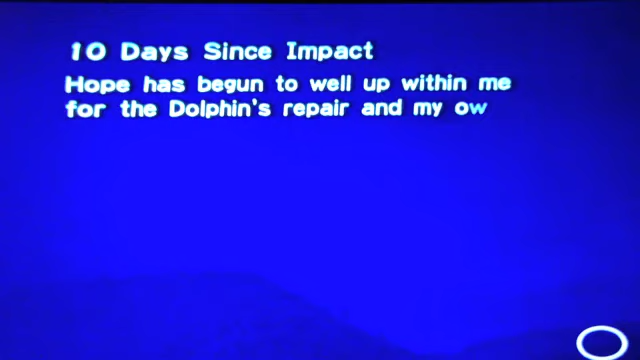 10 Days Since Impact
Hope has begun to well up within me
for the Dolphin's repair and my ow